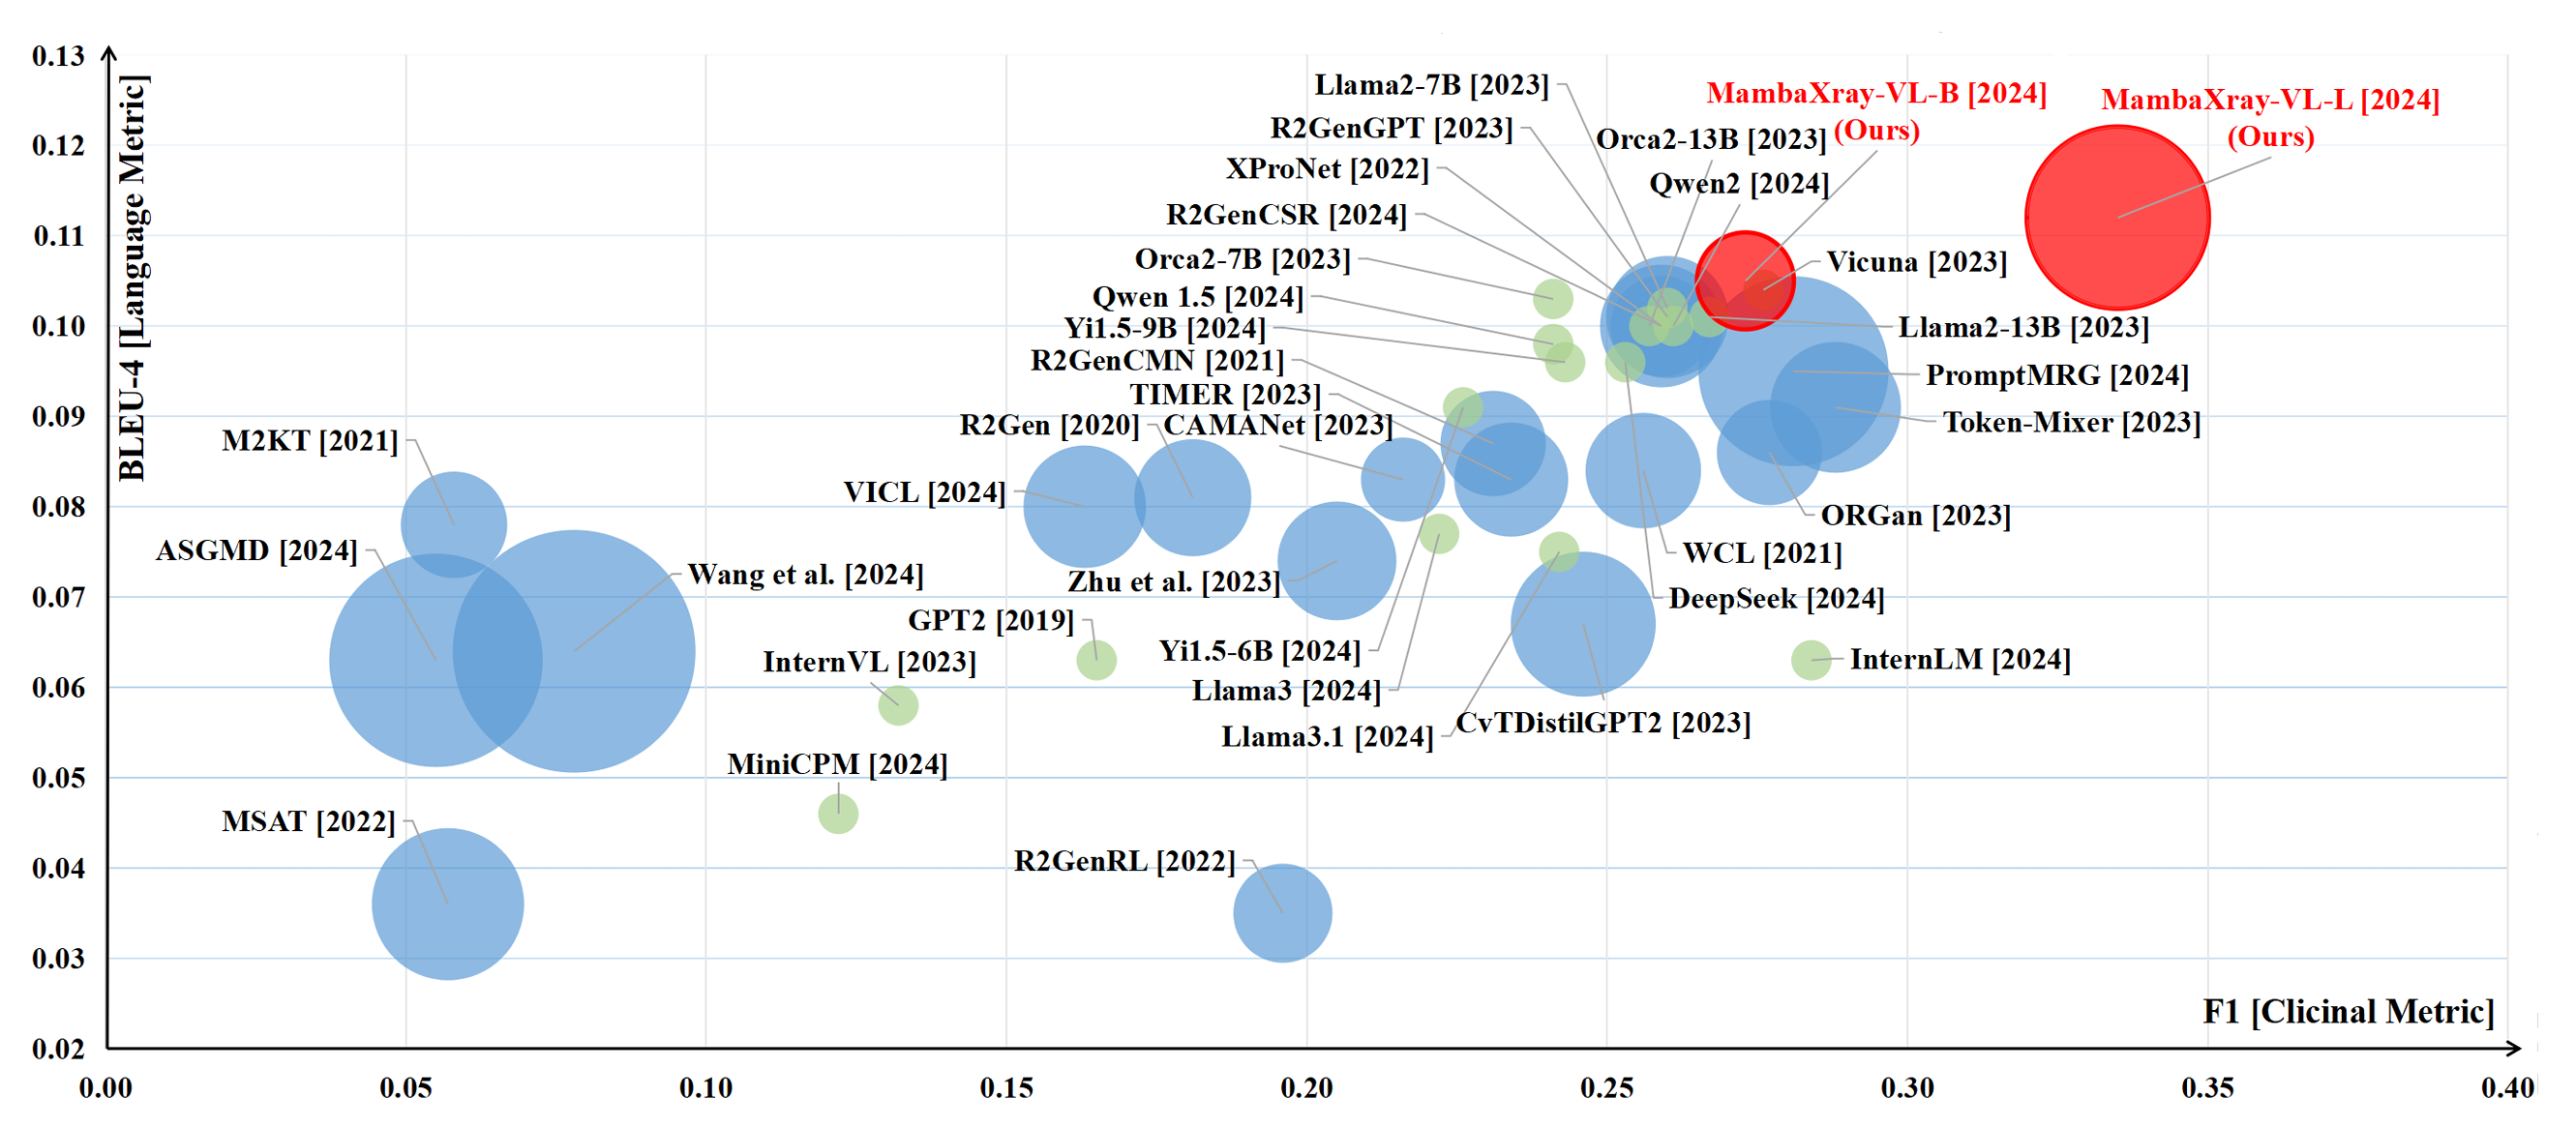 0.13
0.12
0.11
0.10
0.09
0.08
0.07
0.06
0.05
0.04
0.03
0.02
BLEU-4 [Language Metric]
Llama2-7B [2023]
R2GenGPT [2023]
XProNet [2022]
R2GenCSR [2024]
Orca2-7B [2023]
Qwen 1.5 [2024]
Yi1.5-9B [2024]
R2GenCMN [2021]
TIMER [2023]
R2Gen [2020]
CAMANet [2023]
Orca2-13B [2023]
Qwen2 [2024]
MambaXray-VL-B [2024]
(Ours)
MambaXray-VL-L [2024]
(Ours)
Vicuna [2023]
Llama2-13B [2023]
PromptMRG [2024]
Token-Mixer [2023]
ORGan [2023]
WCL [2021]
DeepSeek [2024]
InternLM [2024]
M2KT [2021]
ASGMD [2024]
Wang et al. [2024]
VICL [2024]
Zhu et al. [2023]
GPT2 [2019]
InternVL [2023]
Yi1.5-6B [2024]
Llama3 [2024]
Llama3.1 [2024]
CvTDistilGPT2 [2023]
MiniCPM [2024]
MSAT [2022]
R2GenRL [2022]
F1 [Clicinal Metric]
0.00
0.05
0.10
0.15
0.20
0.25
0.30
0.35
0.40